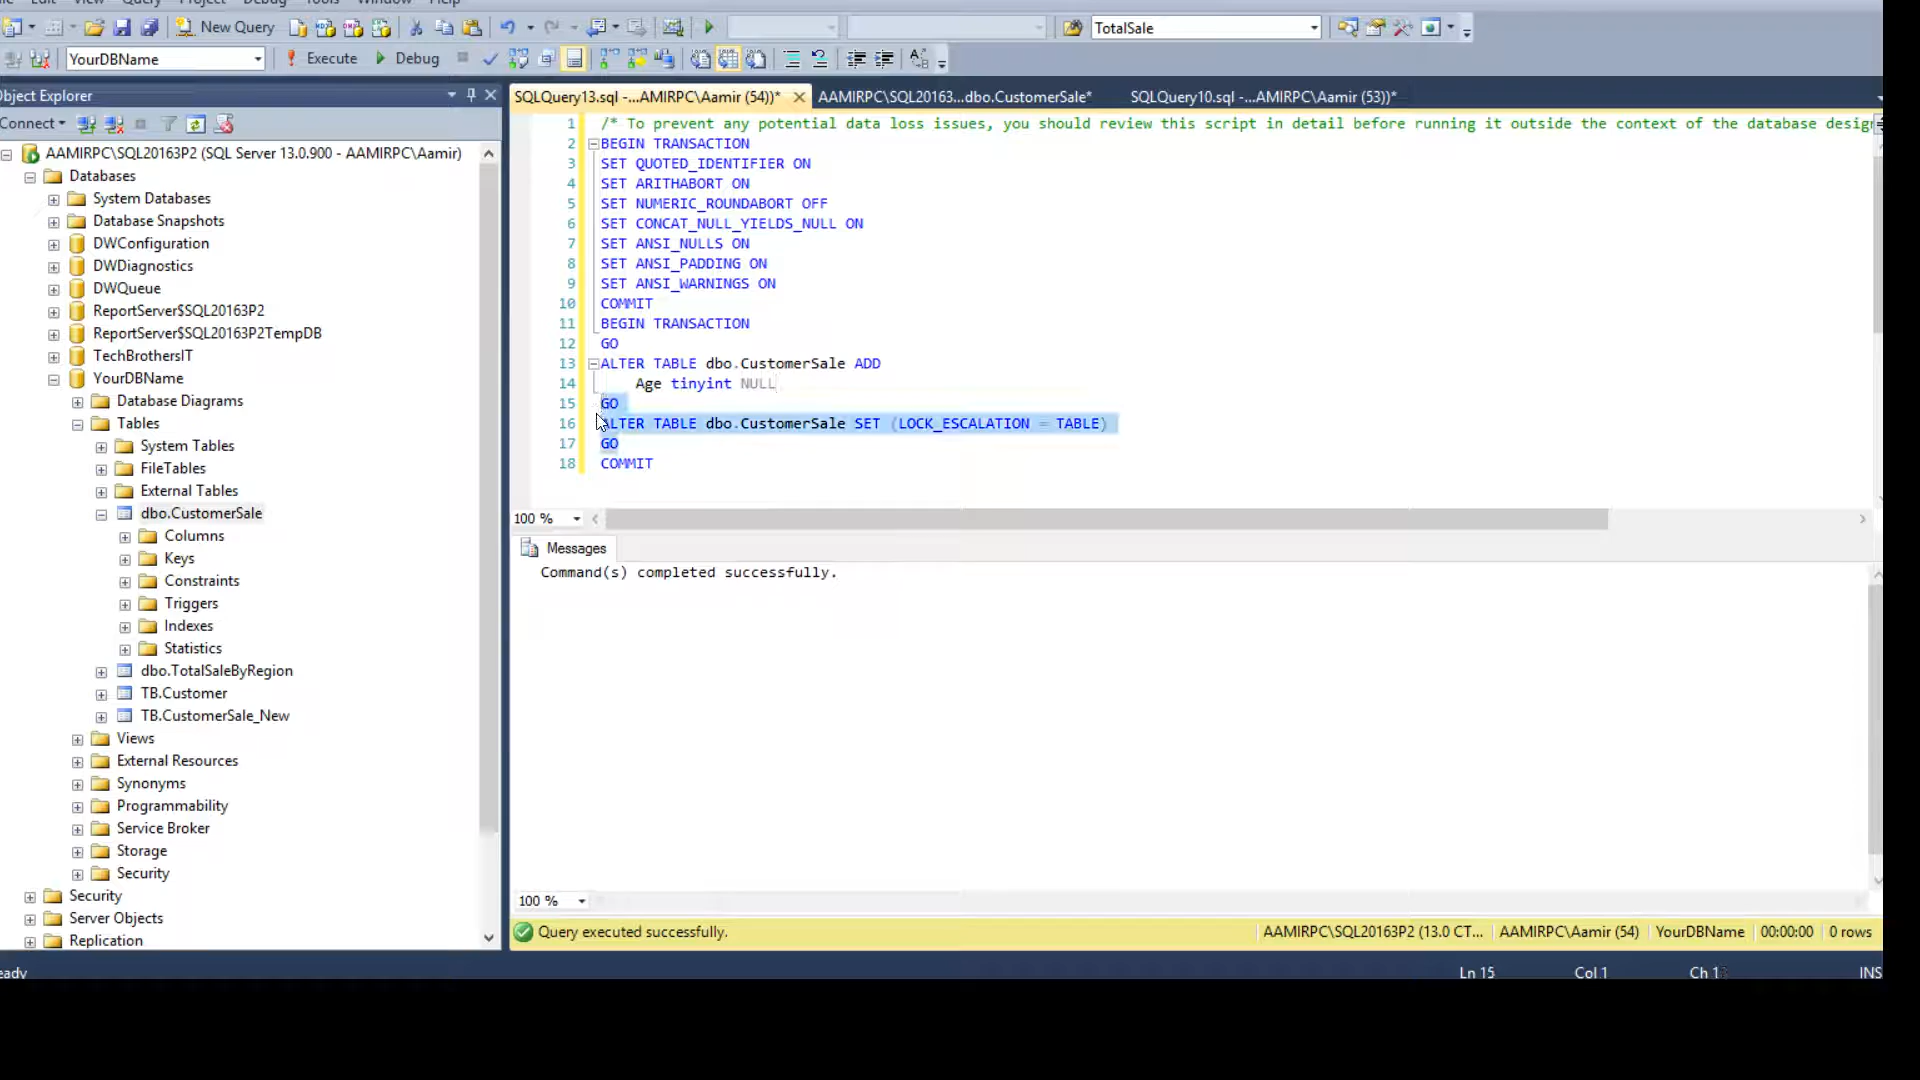 Edit View Query Project Debug Tools Window Help
New Query
TotalSale
YourDBName
Execute
Debug
Object Explorer
Connect
AAMIRPC\SQL20163P2 (SQL Server 13.0.900 - AAMIRPC\Aamir)
Databases
System Databases
Database Snapshots
DWConfiguration
DWDiagnostics
DWQueue
ReportServer$SQL20163P2
ReportServer$SQL20163P2TempDB
TechBrothersIT
YourDBName
Database Diagrams
Tables
System Tables
FileTables
External Tables
dbo.CustomerSale
Columns
Keys
Constraints
Triggers
Indexes
Statistics
dbo.TotalSaleByRegion
TB.Customer
TB.CustomerSale_New
Views
External Resources
Synonyms
Programmability
Service Broker
Storage
Security
Security
Server Objects
Replication
SQLQuery13.sql -...AMIRPC\Aamir (54))*
AAMIRPC\SQL20163...dbo.CustomerSale*
SQLQuery10.sql -...AMIRPC\Aamir (53))*
1 /* To prevent any potential data loss issues, you should review this script in detail before running it outside the context of the database desig
2 BEGIN TRANSACTION
3 SET QUOTED_IDENTIFIER ON
4 SET ARITHABORT ON
5 SET NUMERIC_ROUNDABORT OFF
6 SET CONCAT_NULL_YIELDS_NULL ON
7 SET ANSI_NULLS ON
8 SET ANSI_PADDING ON
9 SET ANSI_WARNINGS ON
10 COMMIT
11 BEGIN TRANSACTION
12 GO
13 ALTER TABLE dbo.CustomerSale ADD
14 Age tinyint NULL
15 GO
16 ALTER TABLE dbo.CustomerSale SET (LOCK_ESCALATION = TABLE)
17 GO
18 COMMIT
100 %
Messages
Command(s) completed successfully.
100 %
Query executed successfully.
AAMIRPC\SQL20163P2 (13.0 CT...
AAMIRPC\Aamir (54)
YourDBName
00:00:00
0 rows
eady
Ln 15
Col 1
Ch 1
INS